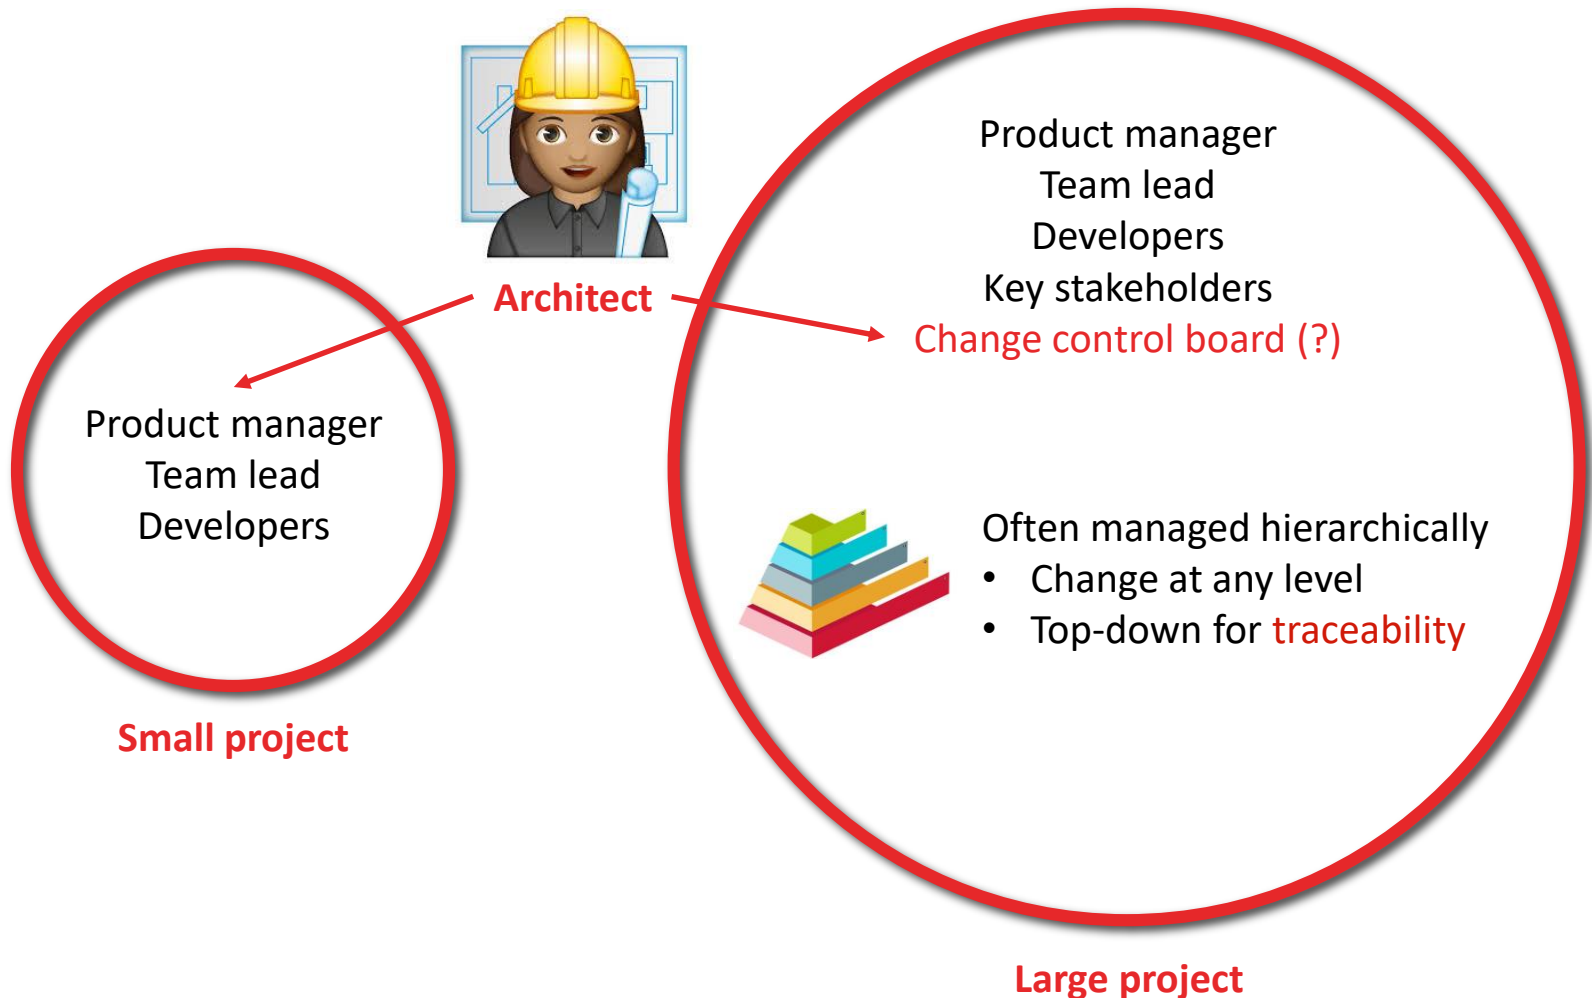 Architect
Product manager
Team lead
Developers
Small project
Product manager
Team lead
Developers
Key stakeholders
Change control board (?)
Often managed hierarchically
• Change at any level
• Top-down for traceability
Large project